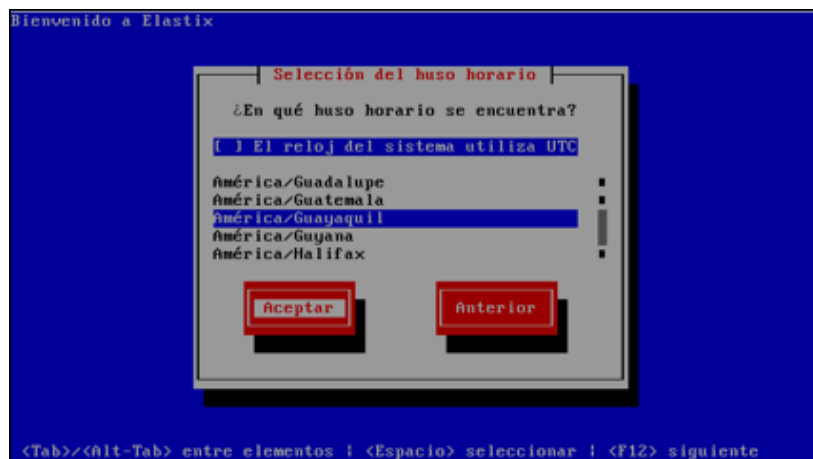 Bienvenido a Elastix
Selección del huso horario
¿En qué huso horario se encuentra?
[ ] El reloj del sistema utiliza UTC
América/Guadalupe
América/Guatemala
América/Guayaquil
América/Guyana
América/Halifax
Aceptar Anterior
<Tab>/<Alt-Tab> entre elementos | <Espacio> seleccionar | <F12> siguiente